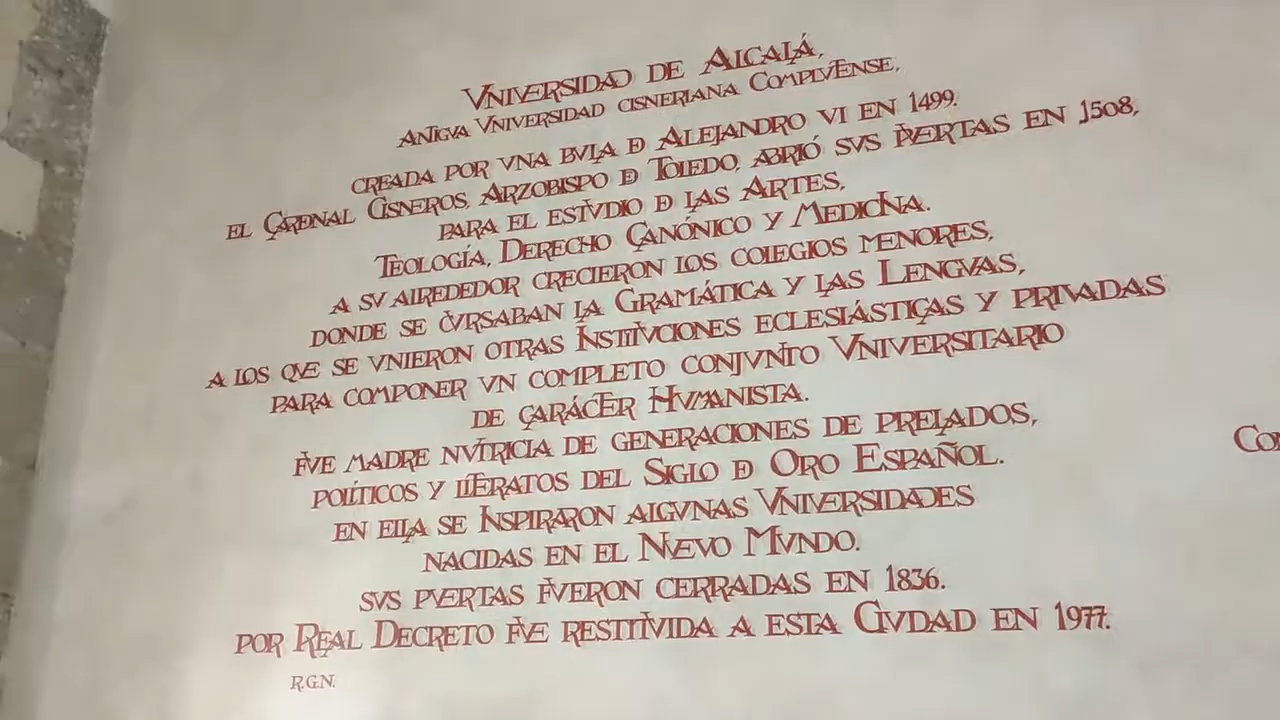 VNIVERSIDAD DE ALCALÁ,
ANTIGVA VNIVERSIDAD CISNERIANA COMPLVTENSE,
CREADA POR VNA BVLA DE ALEJANDRO VI EN 1499.
EL CARDENAL CISNEROS, ARZOBISPO DE TOLEDO, ABRIÓ SVS PVERTAS EN 1508,
PARA EL ESTVDIO DE LAS ARTES,
TEOLOGÍA, DERECHO CANÓNICO Y MEDICINA.
A SV ALREDEDOR CRECIERON LOS COLEGIOS MENORES,
DONDE SE CVRSABAN LA GRAMÁTICA Y LAS LENGVAS,
A LOS QVE SE VNIERON OTRAS INSTITVCIONES ECLESIÁSTICAS Y PRIVADAS
PARA COMPONER VN COMPLETO CONJVNTO VNIVERSITARIO
DE CARÁCTER HVMANISTA.
FVE MADRE NVTRICIA DE GENERACIONES DE PRELADOS,
POLÍTICOS Y LITERATOS DEL SIGLO DE ORO ESPAÑOL.
EN ELLA SE INSPIRARON ALGVNAS VNIVERSIDADES
NACIDAS EN EL NVEVO MVNDO.
SVS PVERTAS FVERON CERRADAS EN 1836.
POR REAL DECRETO FVE RESTITVIDA A ESTA CIVDAD EN 1977.
R.G.N.